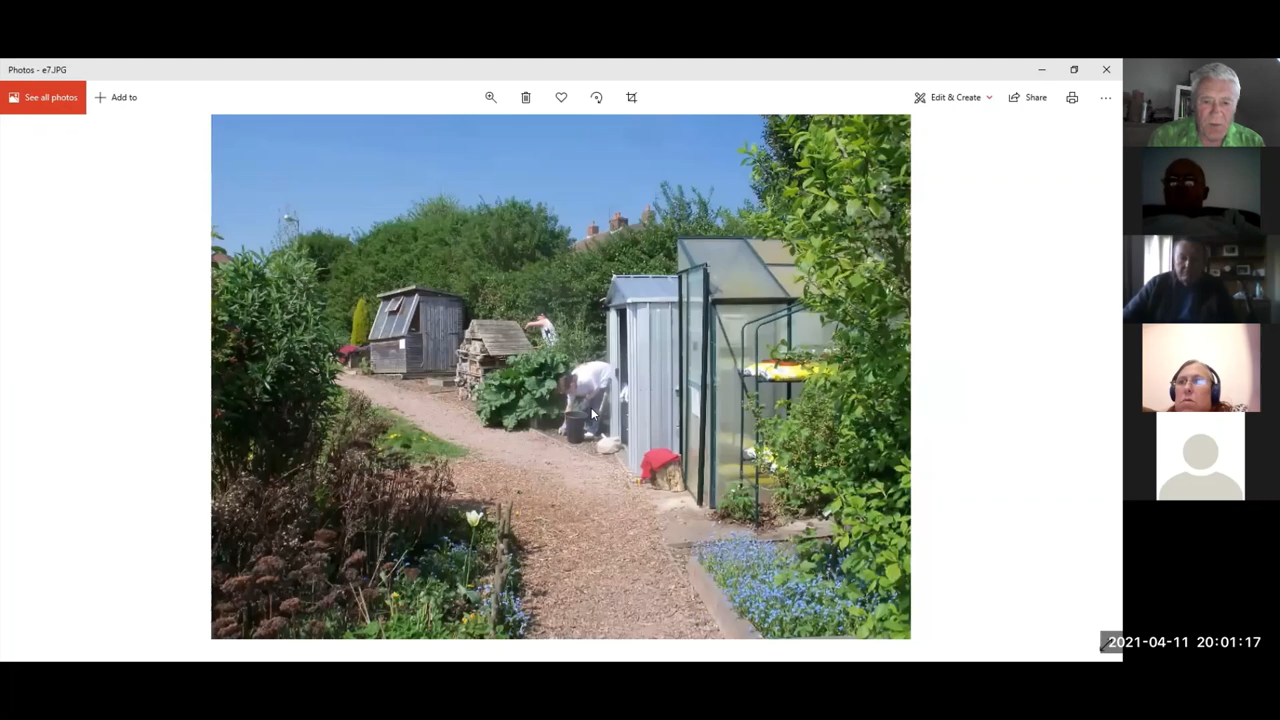 Photos - e7.JPG
See all photos
Add to
Edit & Create
Share
2021-04-11 20:01:17